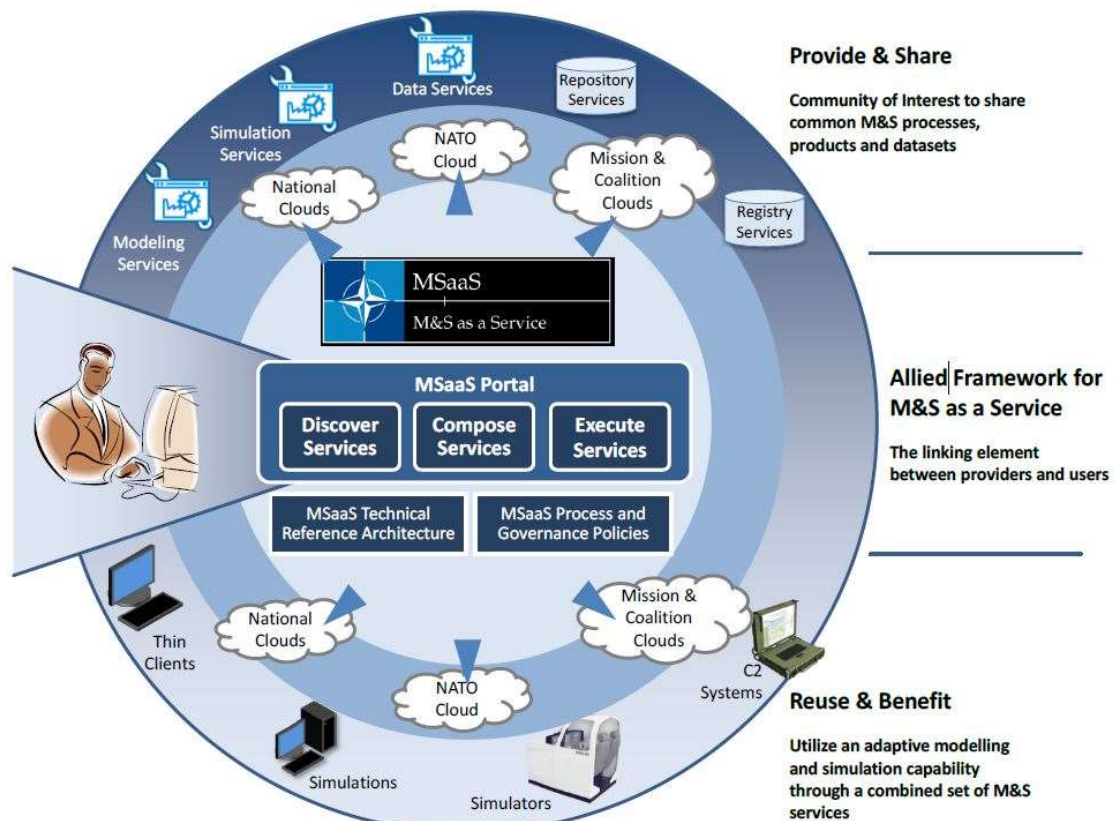 Data Services
Repository
Services
Simulation
Services
NATO
Cloud
National
Clouds
Mission &
Coalition
Clouds
Registry
Services
Modeling
Services
Provide & Share
Community of Interest to share
common M&S processes,
products and datasets
MSaaS
M&S as a Service
MSaaS Portal
Discover
Services
Compose
Services
Execute
Services
MSaaS Technical
Reference Architecture
MSaaS Process and
Governance Policies
Allied Framework for
M&S as a Service
The linking element
between providers and users
Thin
Clients
National
Clouds
NATO
Cloud
Mission &
Coalition
Clouds
C2
Systems
Simulations
Simulators
Reuse & Benefit
Utilize an adaptive modelling
and simulation capability
through a combined set of M&S
services